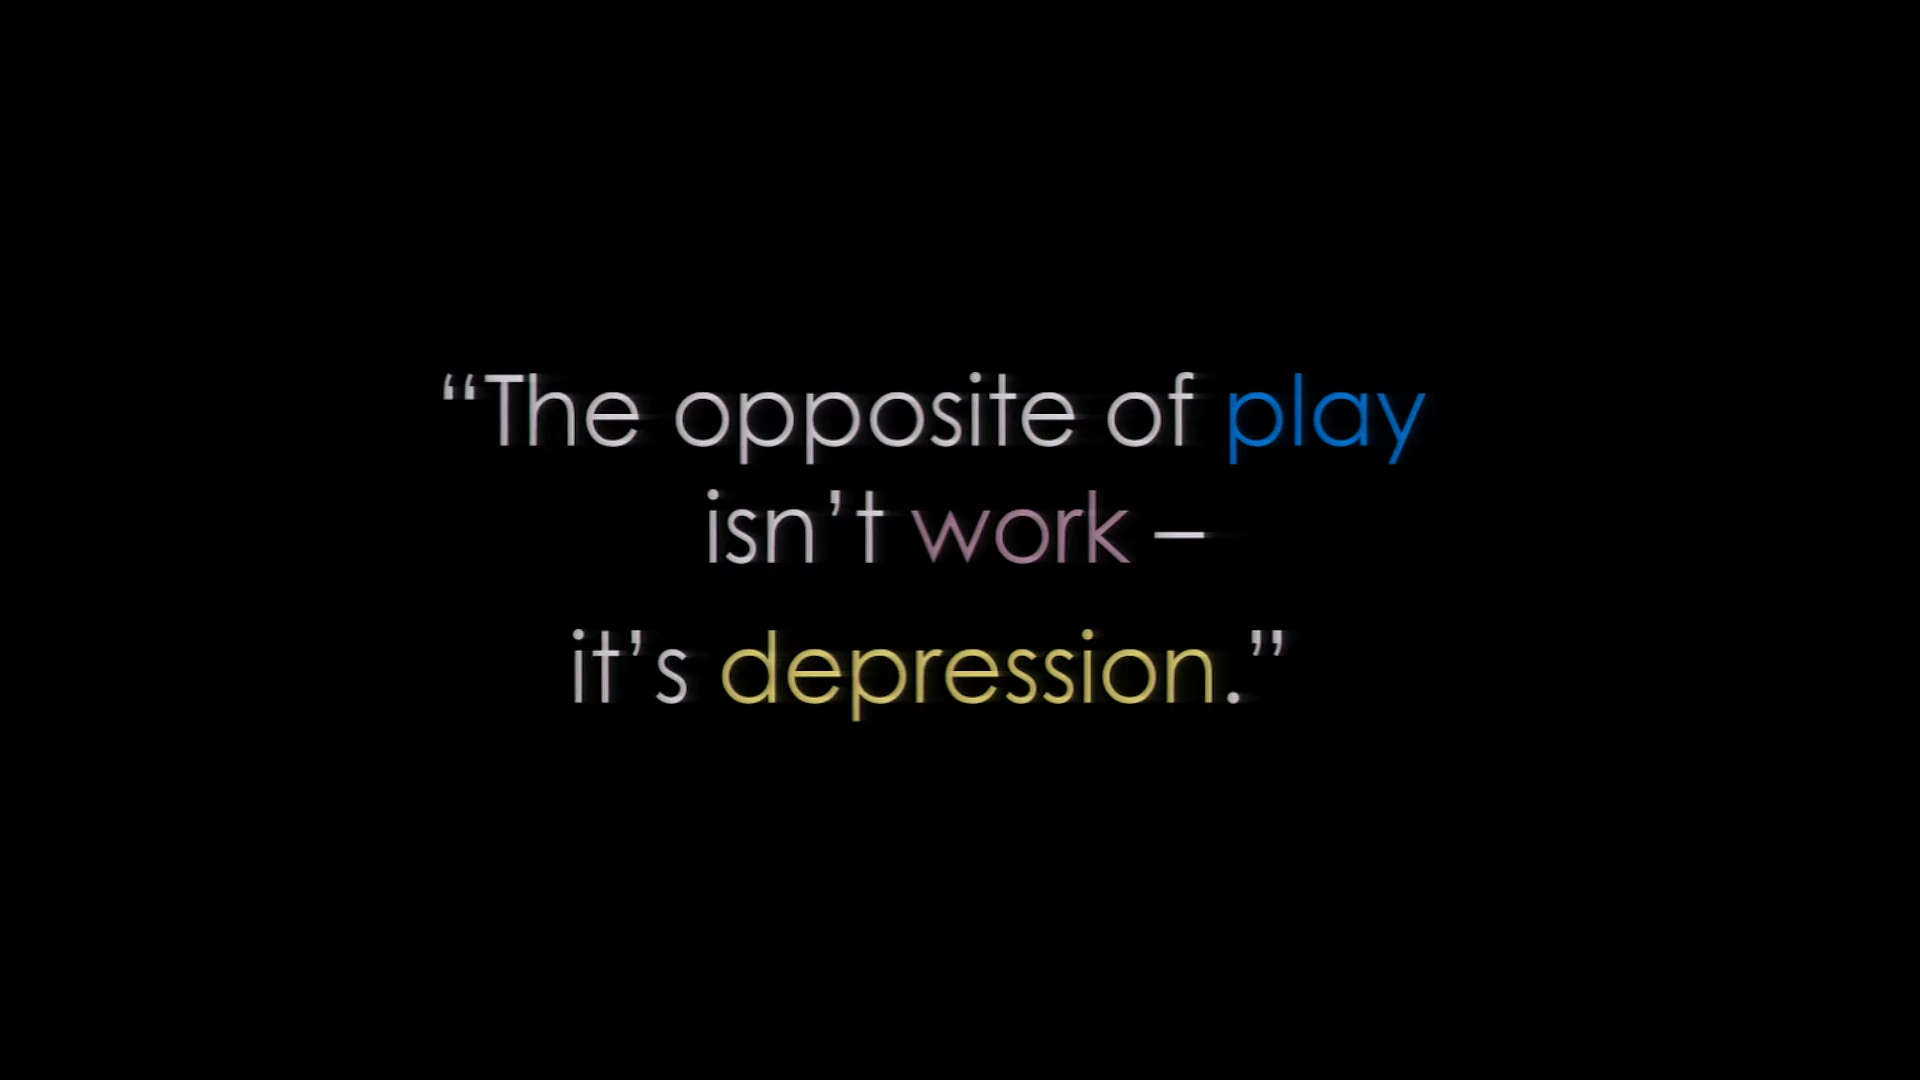 “The opposite of play
isn’t work –
it’s depression.”